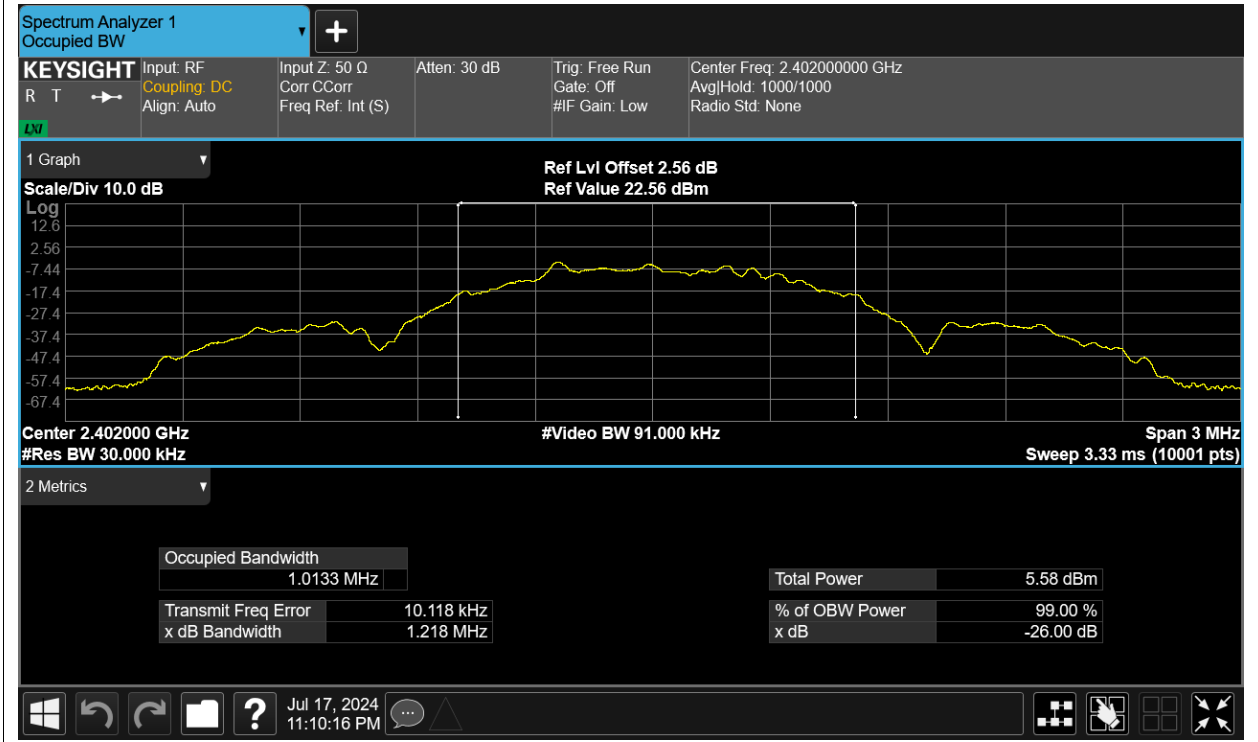 Spectrum Analyzer 1
Occupied BW
KEYSIGHT
R T
LXI
Input: RF
Coupling: DC
Align: Auto
Input Z: 50 Ω
Corr CCorr
Freq Ref: Int (S)
Atten: 30 dB
Trig: Free Run
Gate: Off
#IF Gain: Low
Center Freq: 2.402000000 GHz
Avg|Hold: 1000/1000
Radio Std: None
1 Graph
Scale/Div 10.0 dB
Ref Lvl Offset 2.56 dB
Ref Value 22.56 dBm
Log
12.6
2.56
-7.44
-17.4
-27.4
-37.4
-47.4
-57.4
-67.4
Center 2.402000 GHz
#Video BW 91.000 kHz
Span 3 MHz
#Res BW 30.000 kHz
Sweep 3.33 ms (10001 pts)
2 Metrics
Occupied Bandwidth
1.0133 MHz
Transmit Freq Error 10.118 kHz
x dB Bandwidth 1.218 MHz
Total Power 5.58 dBm
% of OBW Power 99.00 %
x dB -26.00 dB
?
Jul 17, 2024
11:10:16 PM